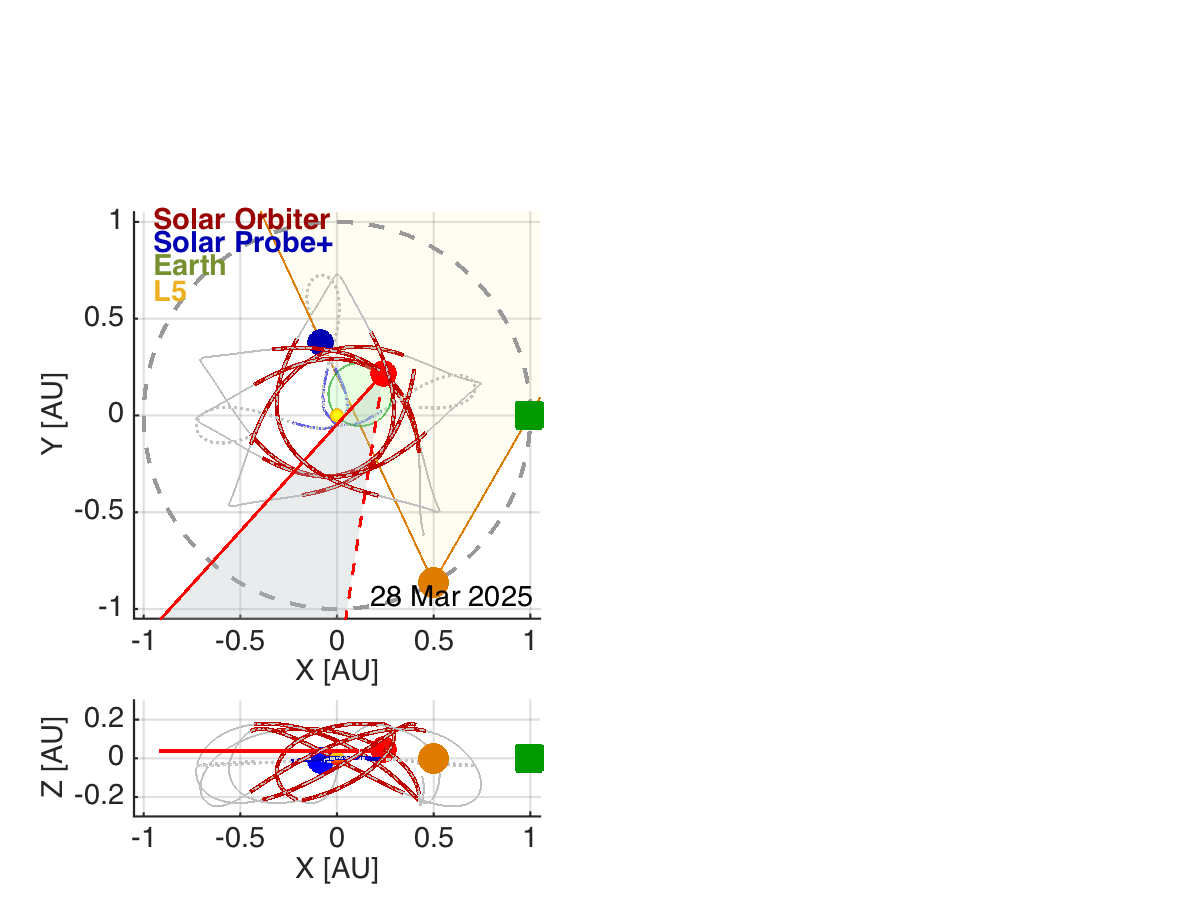 Solar Orbiter
Solar Probe+
Earth
L5
1
0.5
0
-0.5
-1
Y [AU]
28 Mar 2025
-1 -0.5 0 0.5 1
X [AU]
0.2
0
-0.2
Z [AU]
-1 -0.5 0 0.5 1
X [AU]